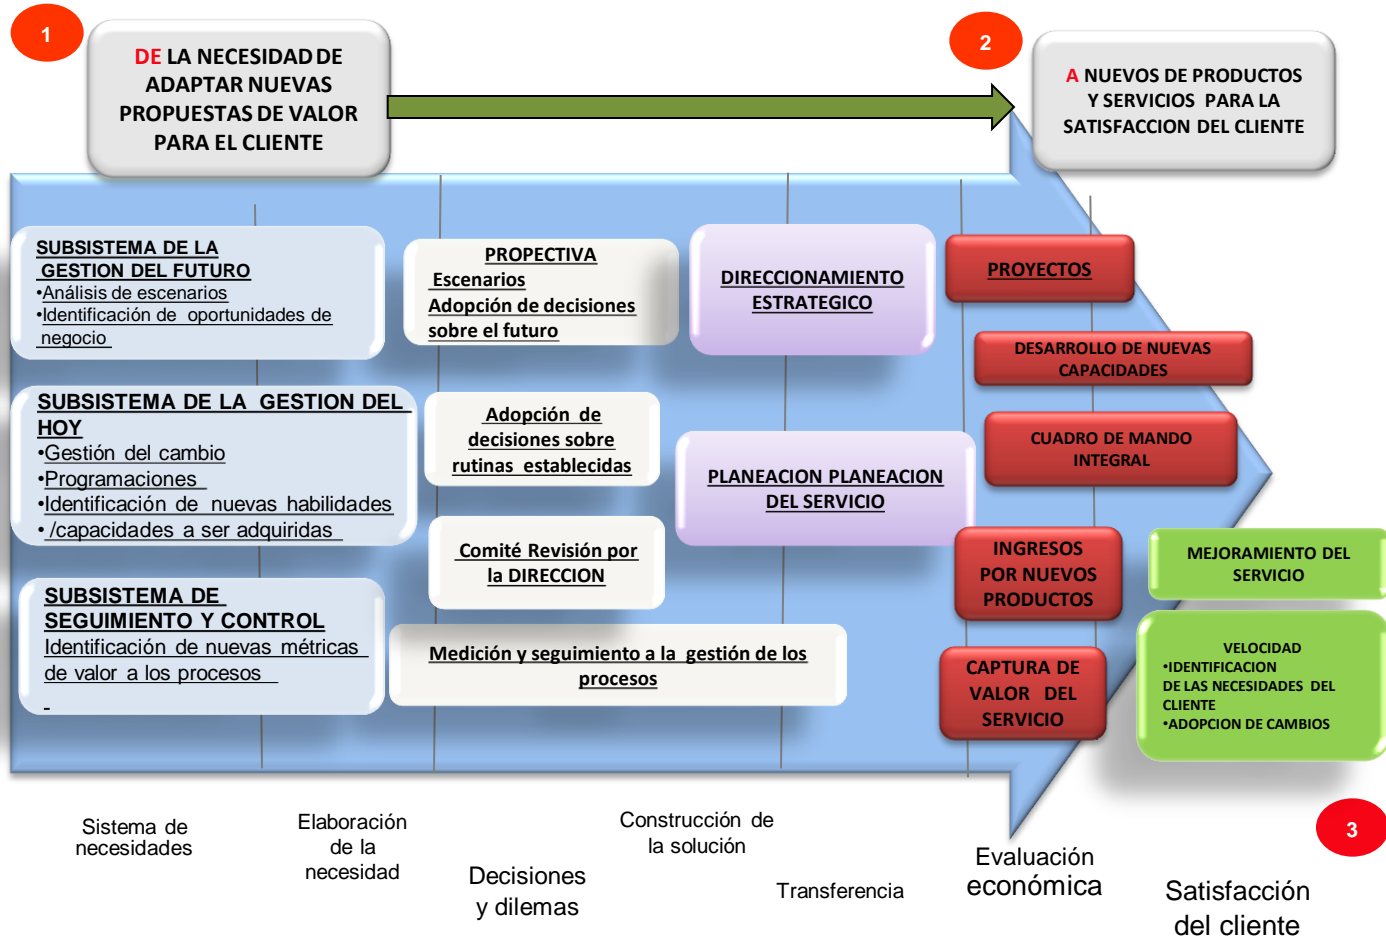 1
DE LA NECESIDAD DE
ADAPTAR NUEVAS
PROPUESTAS DE VALOR
PARA EL CLIENTE
2
A NUEVOS DE PRODUCTOS
Y SERVICIOS PARA LA
SATISFACCION DEL CLIENTE
SUBSISTEMA DE LA
GESTION DEL FUTURO
•Análisis de escenarios
•Identificación de oportunidades de
negocio
SUBSISTEMA DE LA GESTION DEL
HOY
•Gestión del cambio
•Programaciones
•Identificación de nuevas habilidades
• /capacidades a ser adquiridas
SUBSISTEMA DE
SEGUIMIENTO Y CONTROL
Identificación de nuevas métricas
de valor a los procesos
-
PROPECTIVA
Escenarios
Adopción de decisiones
sobre el futuro
Adopción de
decisiones sobre
rutinas establecidas
Comité Revisión por
la DIRECCION
Medición y seguimiento a la gestión de los
procesos
DIRECCIONAMIENTO
ESTRATEGICO
PLANEACION PLANEACION
DEL SERVICIO
PROYECTOS
DESARROLLO DE NUEVAS
CAPACIDADES
CUADRO DE MANDO
INTEGRAL
INGRESOS
POR NUEVOS
PRODUCTOS
CAPTURA DE
VALOR DEL
SERVICIO
MEJORAMIENTO DEL
SERVICIO
VELOCIDAD
•IDENTIFICACION
DE LAS NECESIDADES DEL
CLIENTE
•ADOPCION DE CAMBIOS
3
Sistema de
necesidades
Elaboración
de la
necesidad
Decisiones
y dilemas
Construcción de
la solución
Transferencia
Evaluación
económica
Satisfacción
del cliente